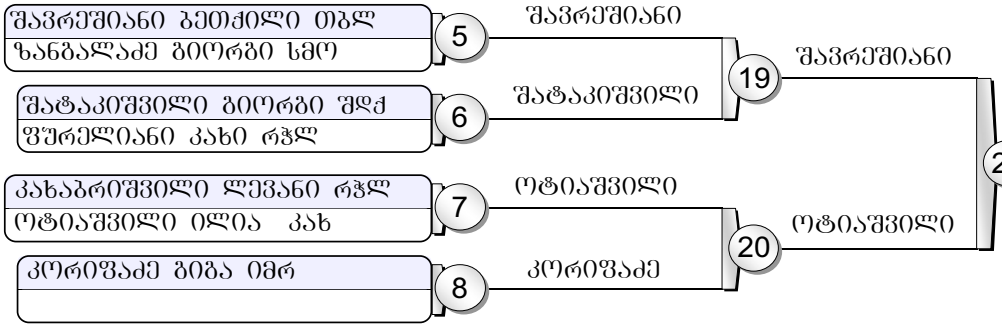 შავრეშიანი ბეთქილი თბლ
ზანგალაძე გიორგი სმო
5
შავრეშიანი
შატაკიშვილი გიორგი შდქ
ფურელიანი კახი რჭლ
6
შატაკიშვილი
19
შავრეშიანი
კახაბრიშვილი ლევანი რჭლ
ოტიაშვილი ილია კახ
7
ოტიაშვილი
კორიფაძე გიგა იმრ
8
კორიფაძე
20
ოტიაშვილი